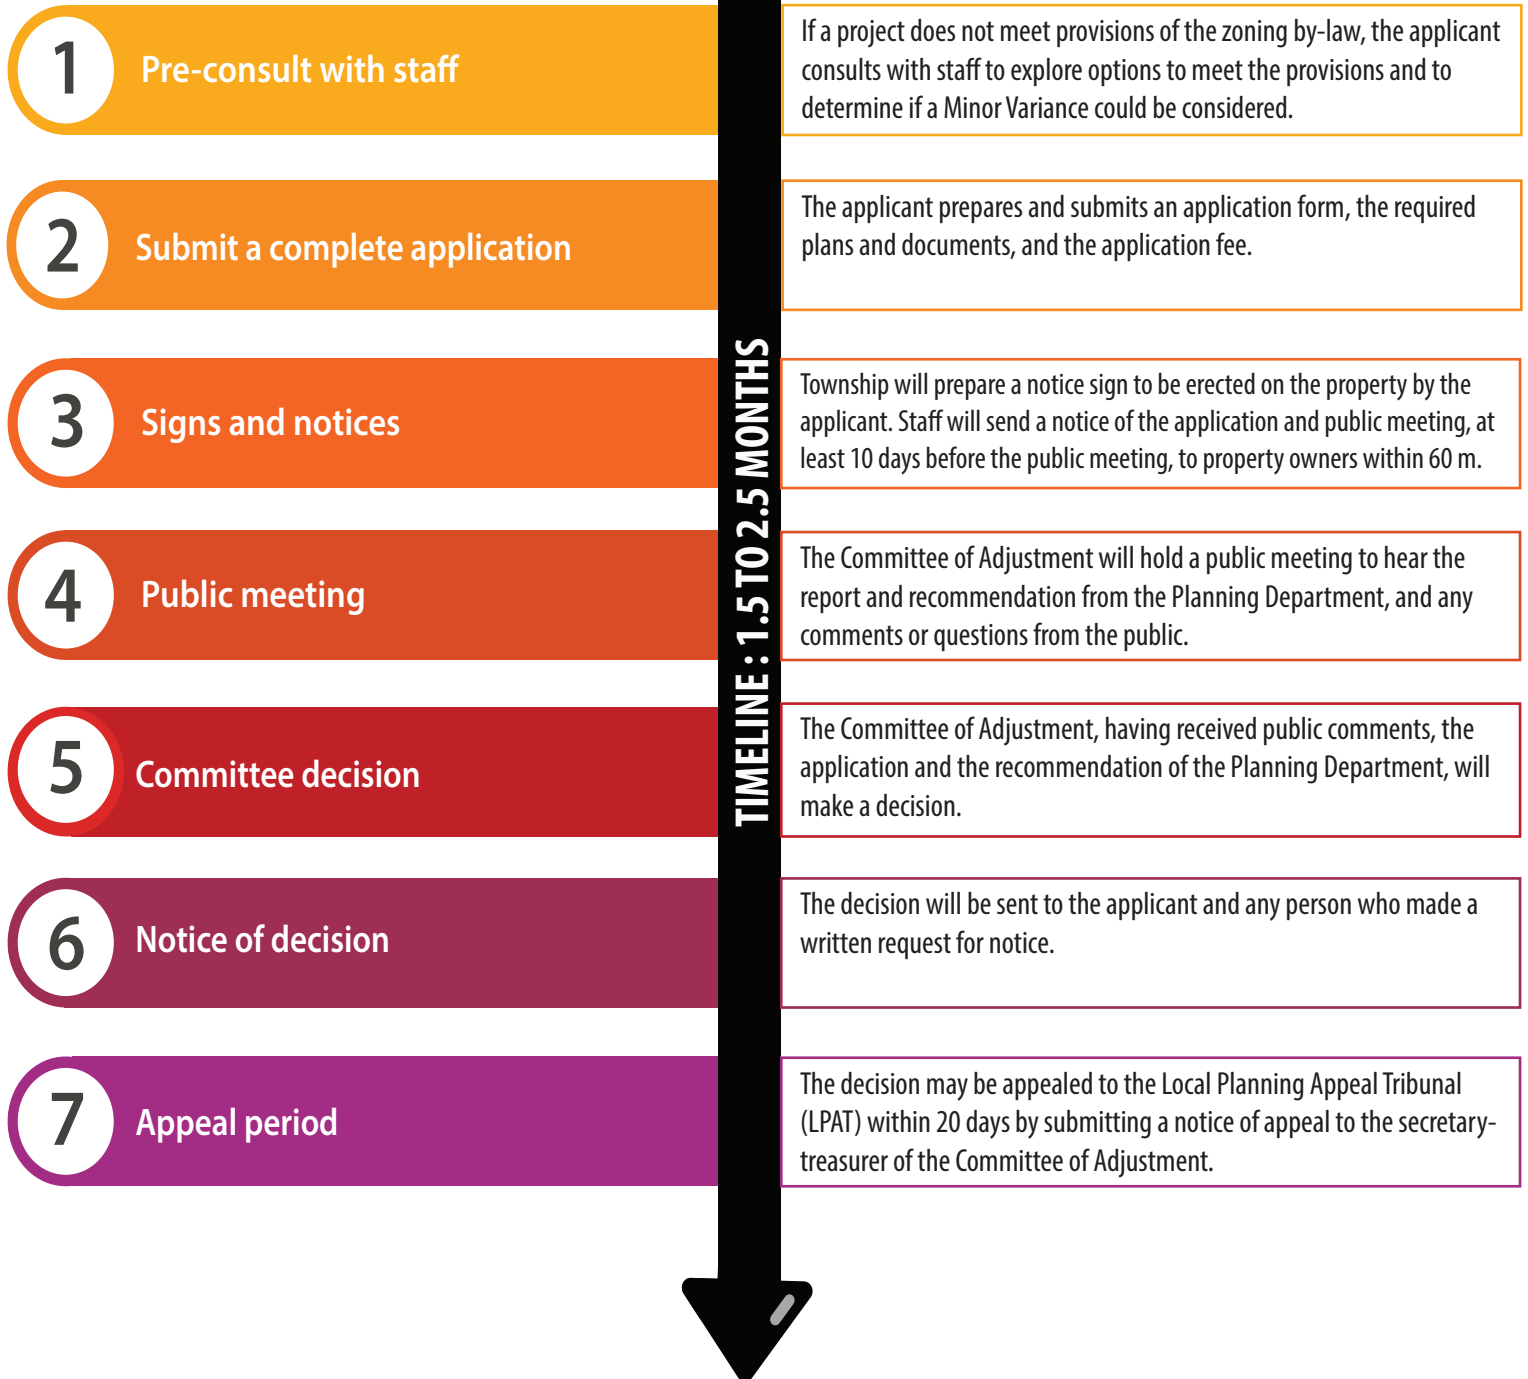 1
Pre-consult with staff
If a project does not meet provisions of the zoning by-law, the applicant
consults with staff to explore options to meet the provisions and to
determine if a Minor Variance could be considered.
2
Submit a complete application
The applicant prepares and submits an application form, the required
plans and documents, and the application fee.
3
Signs and notices
Township will prepare a notice sign to be erected on the property by the
applicant. Staff will send a notice of the application and public meeting, at
least 10 days before the public meeting, to property owners within 60 m.
4
Public meeting
The Committee of Adjustment will hold a public meeting to hear the
report and recommendation from the Planning Department, and any
comments or questions from the public.
5
Committee decision
The Committee of Adjustment, having received public comments, the
application and the recommendation of the Planning Department, will
make a decision.
6
Notice of decision
The decision will be sent to the applicant and any person who made a
written request for notice.
7
Appeal period
The decision may be appealed to the Local Planning Appeal Tribunal
(LPAT) within 20 days by submitting a notice of appeal to the secretary-
treasurer of the Committee of Adjustment.
TIMELINE : 1.5 TO 2.5 MONTHS